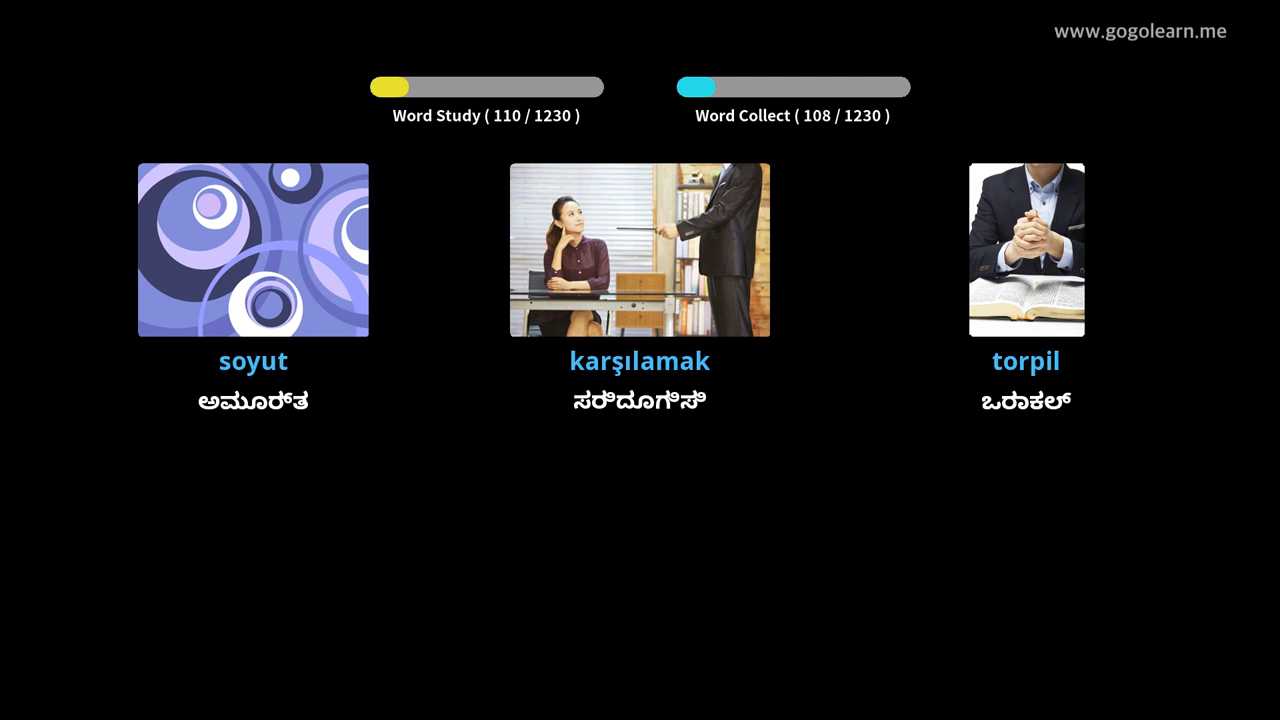 www.gogolearn.me
Word Study ( 110 / 1230 )
Word Collect ( 108 / 1230 )
soyut
karşılamak
torpil
ಅಮೂರ್ತ
ಸರಿದೂಗಿಸಿ
ಒರಾಕಲ್